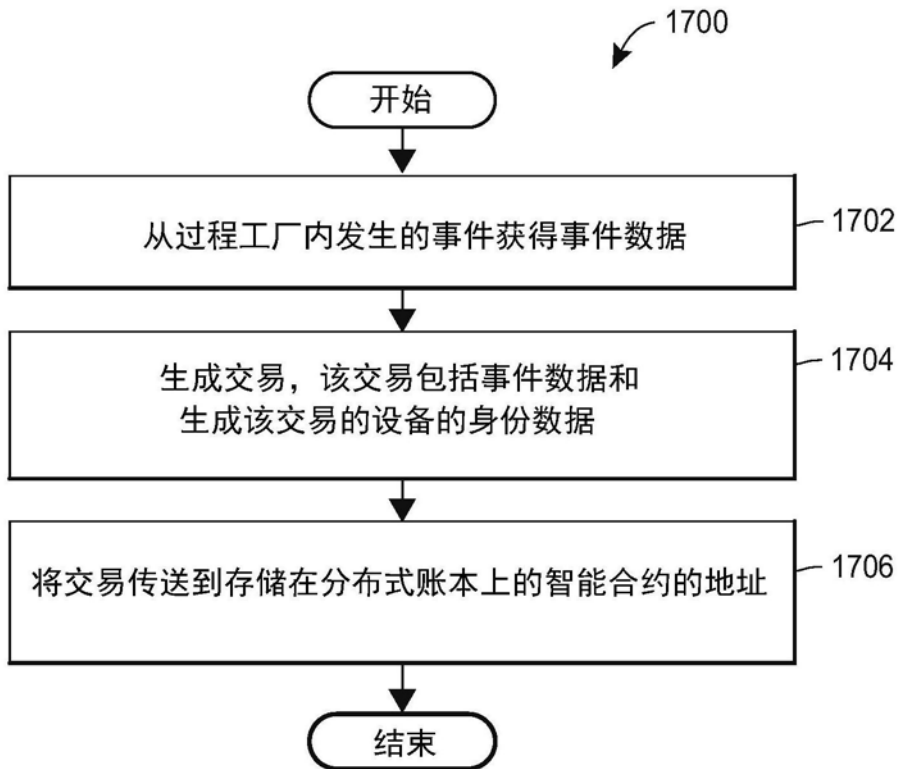 1700
开始
从过程工厂内发生的事件获得事件数据
1702
生成交易，该交易包括事件数据和
生成该交易的设备的身份数据
1704
将交易传送到存储在分布式账本上的智能合约的地址
1706
结束